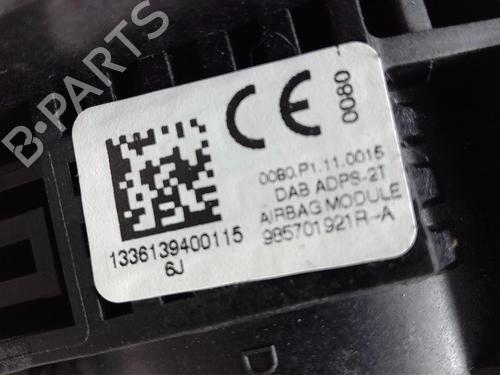 B-PARTS
CE
0080
0080.P1.11.0015
DAB ADPS-2T
AIRBAG MODULE
985701921R-A
1336139400115
6J
D